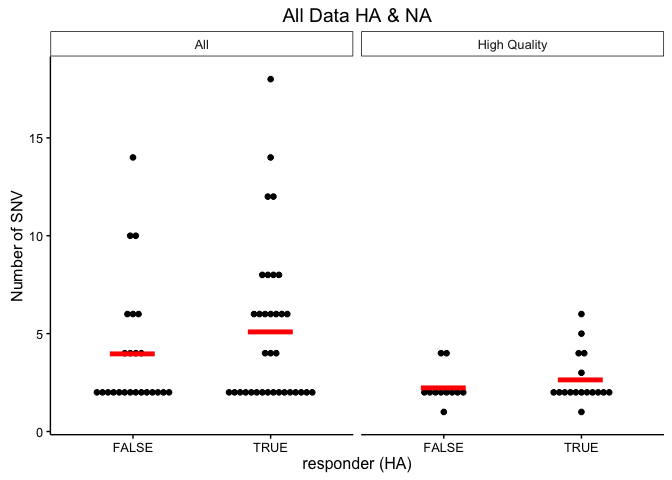 All Data HA & NA
All
High Quality
Number of SNV
15
10
5
0
FALSE
TRUE
FALSE
TRUE
responder (HA)